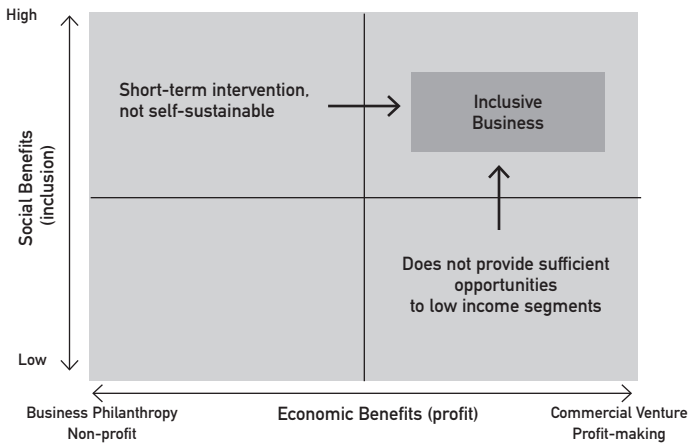 High
Short-term intervention,
not self-sustainable
Inclusive
Business
Social Benefits
(inclusion)
Does not provide sufficient
opportunities
to low income segments
Low
Business Philanthropy
Non-profit
Economic Benefits (profit)
Commercial Venture
Profit-making